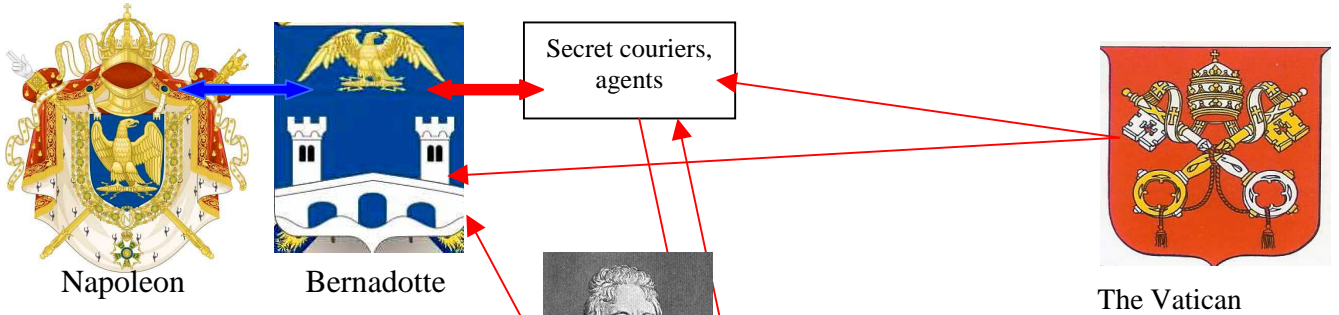 Secret couriers,
agents
Napoleon
Bernadotte
The Vatican